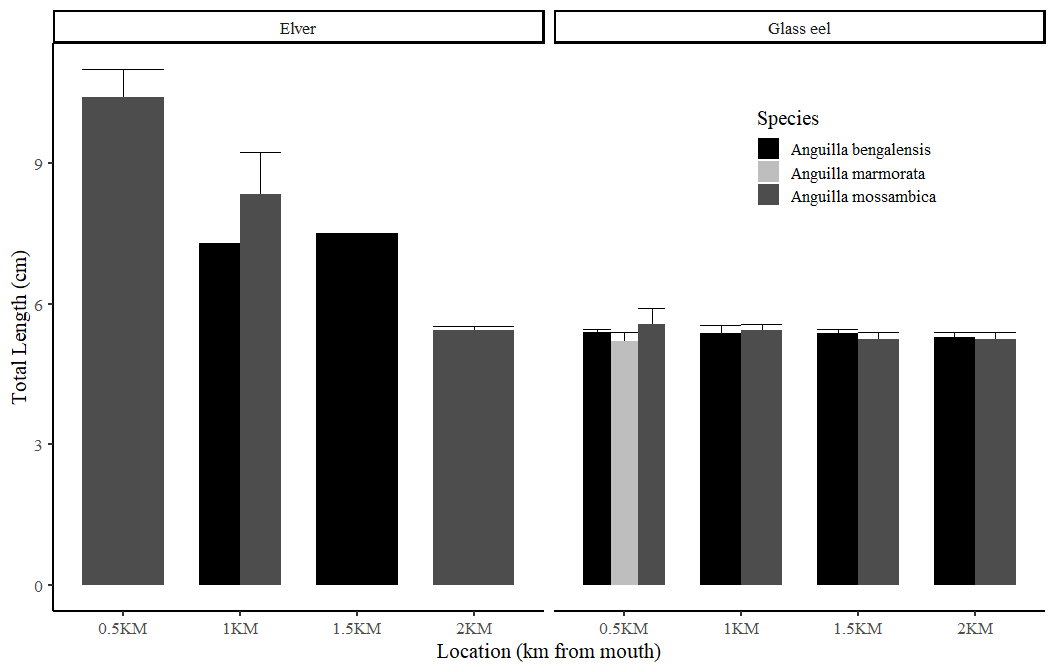 Elver
Glass eel
Species
Anguilla bengalensis
Anguilla marmorata
Anguilla mossambica
Total Length (cm)
9
6
3
0
0.5KM 1KM 1.5KM 2KM
0.5KM 1KM 1.5KM 2KM
Location (km from mouth)